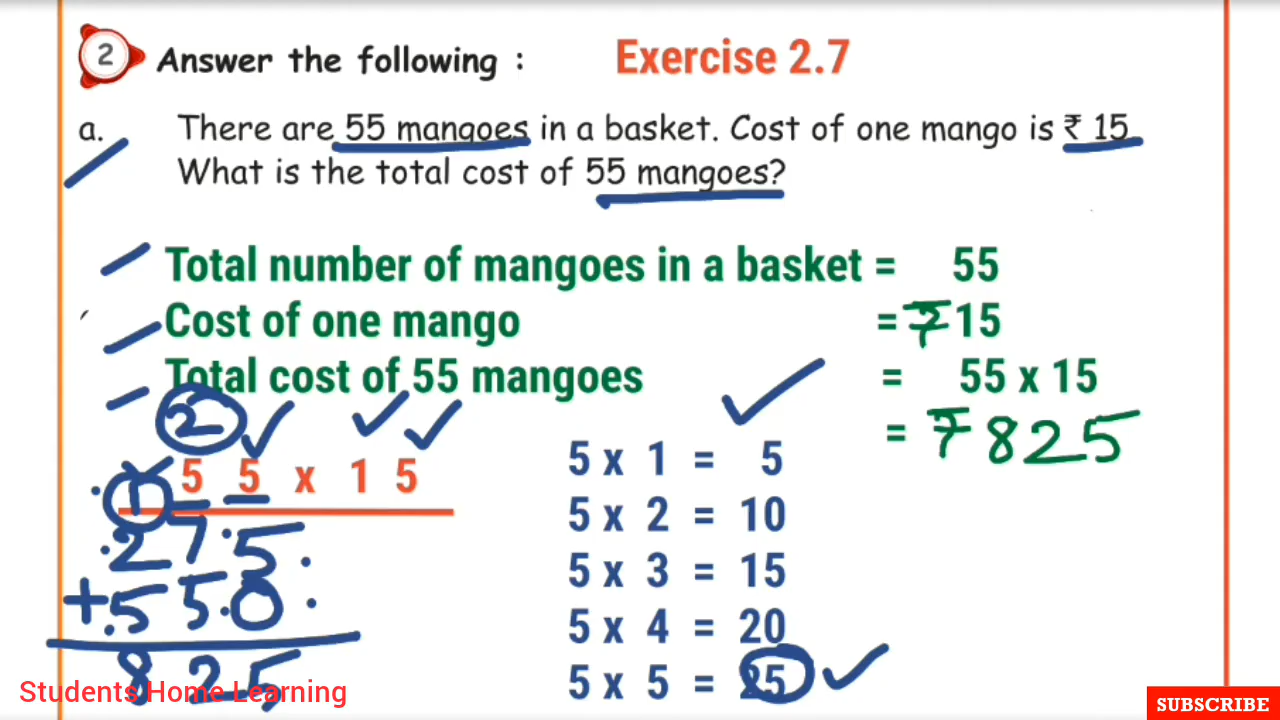 2 Answer the following : Exercise 2.7
a. There are 55 mangoes in a basket. Cost of one mango is ₹ 15
What is the total cost of 55 mangoes?
Total number of mangoes in a basket = 55
Cost of one mango = ₹ 15
Total cost of 55 mangoes = 55 x 15
= ₹ 825
2
1
5 5 x 1 5
275
+550
825
5 x 1 = 5
5 x 2 = 10
5 x 3 = 15
5 x 4 = 20
5 x 5 = 25
Students Home Learning
SUBSCRIBE